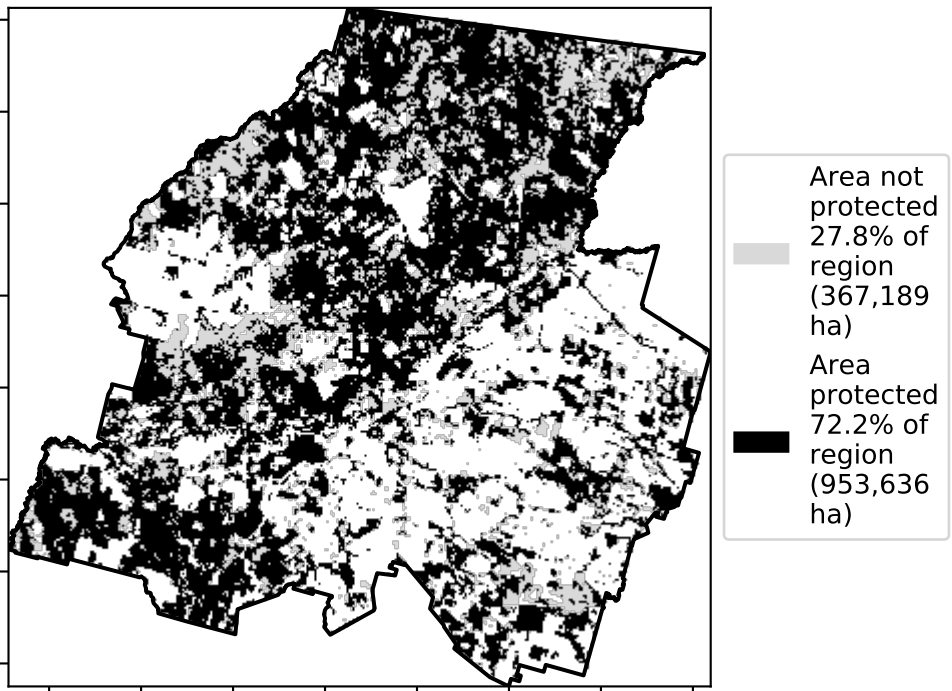 Area not
protected
27.8% of
region
(367,189
ha)
Area
protected
72.2% of
region
(953,636
ha)